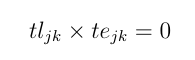 $tl_{jk} \times te_{jk} = 0$